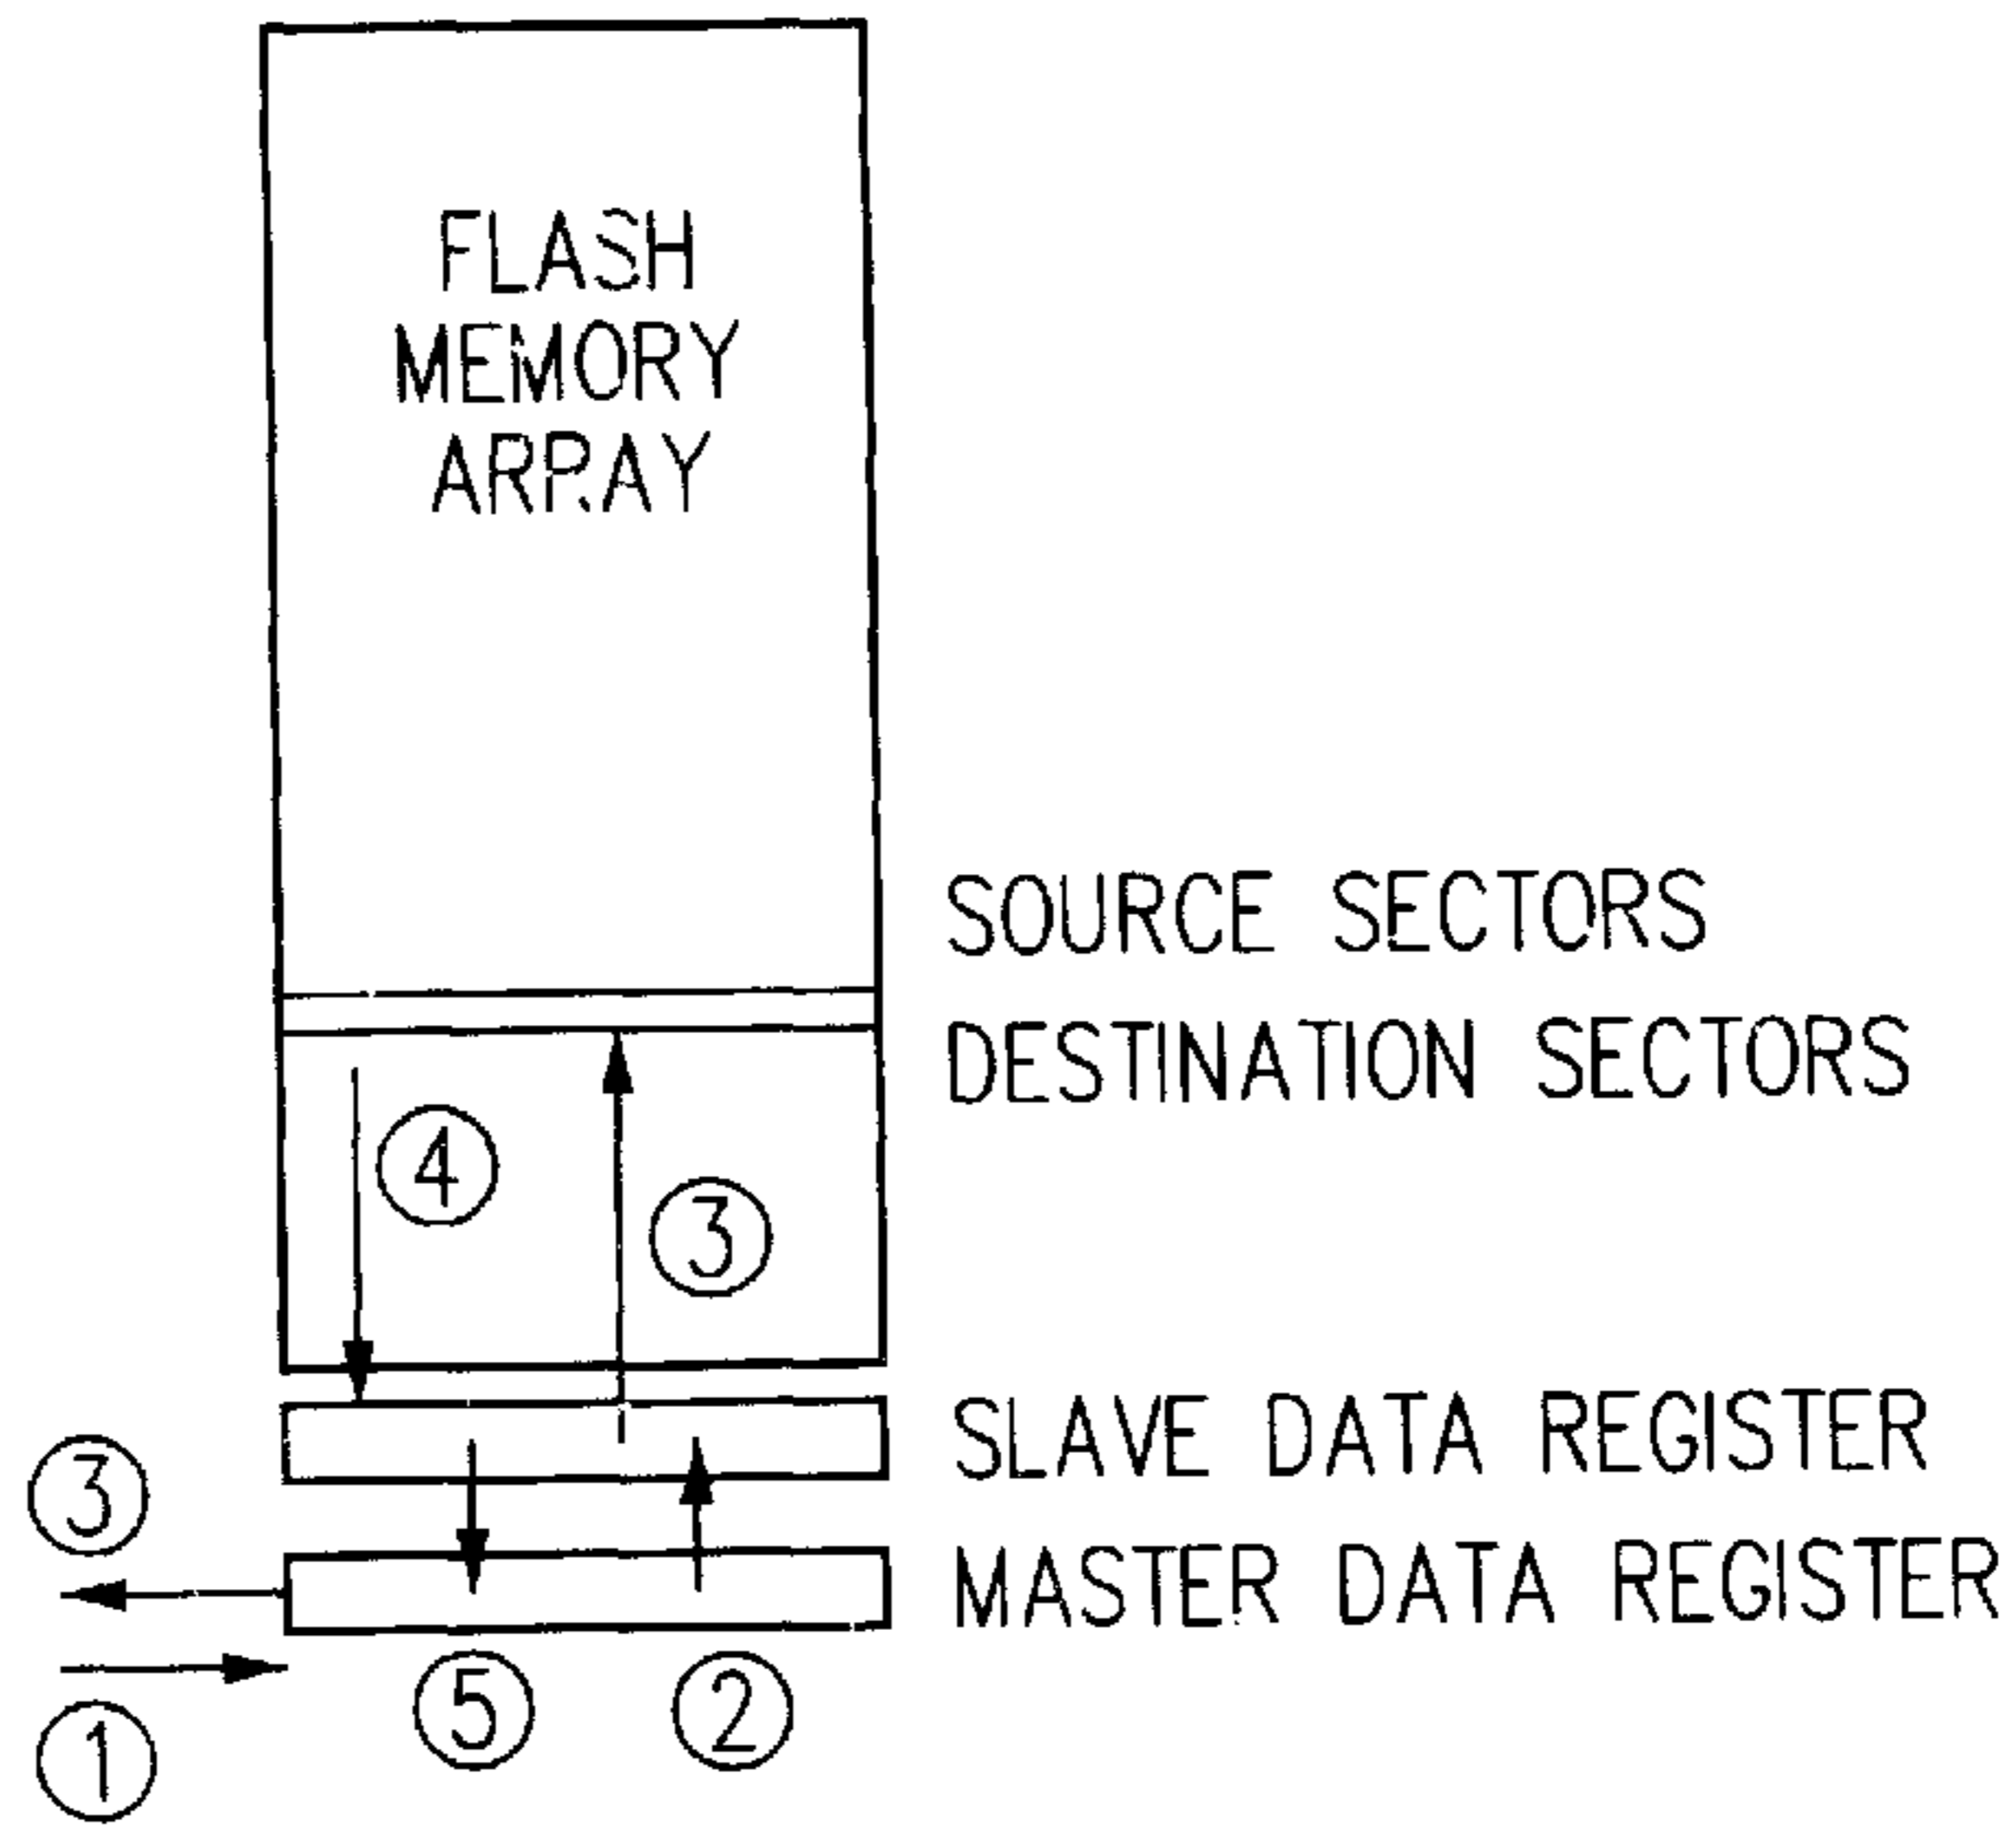 FLASH
MEMORY
ARRAY
SOURCE SECTORS
DESTINATION SECTORS
4
3
SLAVE DATA REGISTER
3
MASTER DATA REGISTER
5
2
1